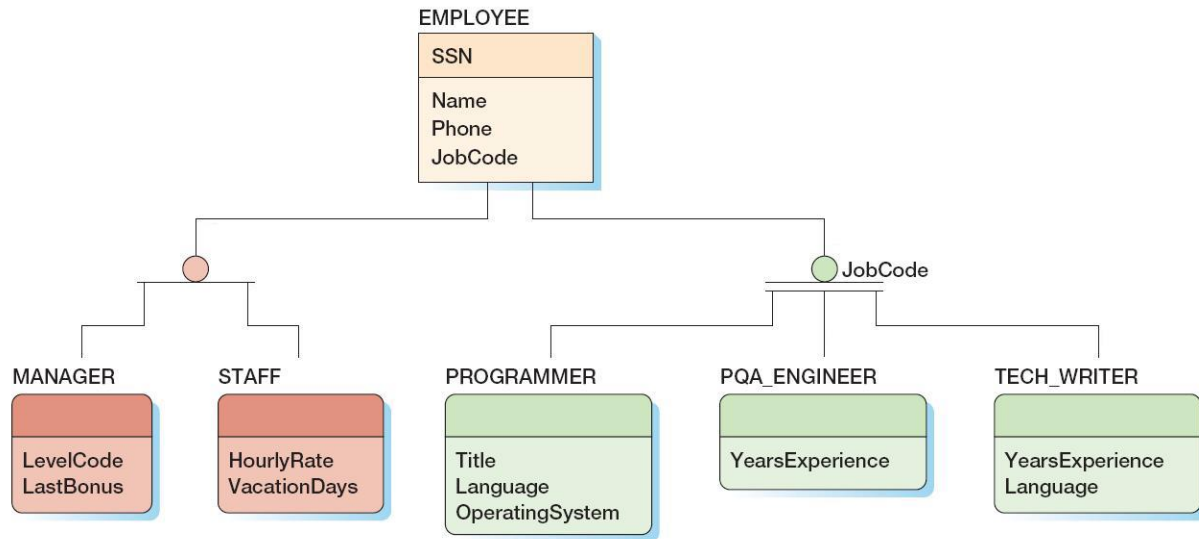 EMPLOYEE
SSN
Name
Phone
JobCode
JobCode
MANAGER
LevelCode
LastBonus
STAFF
HourlyRate
VacationDays
PROGRAMMER
Title
Language
OperatingSystem
PQA_ENGINEER
YearsExperience
TECH_WRITER
YearsExperience
Language